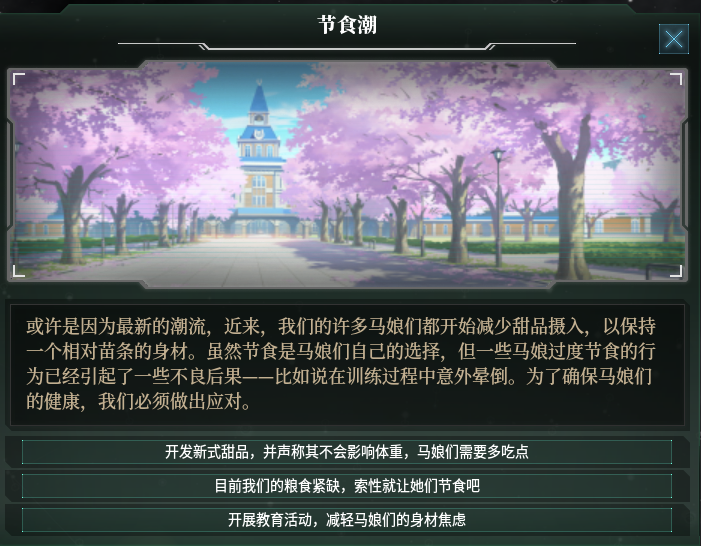 节食潮
或许是因为最新的潮流，近来，我们的许多马娘们都开始减少甜品摄入，以保持
一个相对苗条的身材。虽然节食是马娘们自己的选择，但一些马娘过度节食的行
为已经引起了一些不良后果——比如说在训练过程中意外晕倒。为了确保马娘们
的健康，我们必须做出应对。
开发新式甜品，并声称其不会影响体重，马娘们需要多吃点
目前我们的粮食紧缺，索性就让她们节食吧
开展教育活动，减轻马娘们的身材焦虑